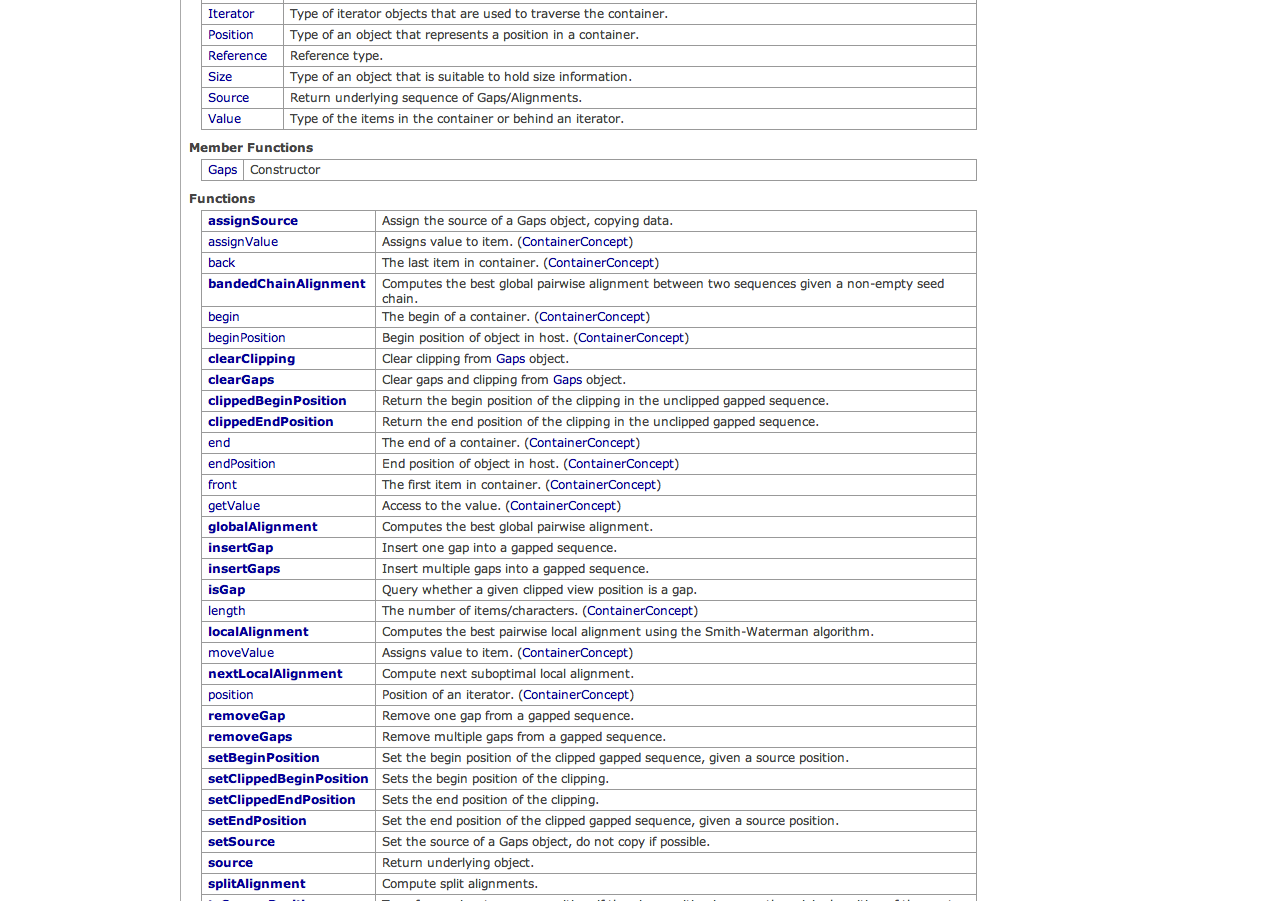 Iterator Type of iterator objects that are used to traverse the container.
Position Type of an object that represents a position in a container.
Reference Reference type.
Size Type of an object that is suitable to hold size information.
Source Return underlying sequence of Gaps/Alignments.
Value Type of the items in the container or behind an iterator.
Member Functions
Gaps Constructor
Functions
assignSource Assign the source of a Gaps object, copying data.
assignValue Assigns value to item. (ContainerConcept)
back The last item in container. (ContainerConcept)
bandedChainAlignment Computes the best global pairwise alignment between two sequences given a non-empty seed
chain.
begin The begin of a container. (ContainerConcept)
beginPosition Begin position of object in host. (ContainerConcept)
clearClipping Clear clipping from Gaps object.
clearGaps Clear gaps and clipping from Gaps object.
clippedBeginPosition Return the begin position of the clipping in the unclipped gapped sequence.
clippedEndPosition Return the end position of the clipping in the unclipped gapped sequence.
end The end of a container. (ContainerConcept)
endPosition End position of object in host. (ContainerConcept)
front The first item in container. (ContainerConcept)
getValue Access to the value. (ContainerConcept)
globalAlignment Computes the best global pairwise alignment.
insertGap Insert one gap into a gapped sequence.
insertGaps Insert multiple gaps into a gapped sequence.
isGap Query whether a given clipped view position is a gap.
length The number of items/characters. (ContainerConcept)
localAlignment Computes the best pairwise local alignment using the Smith-Waterman algorithm.
moveValue Assigns value to item. (ContainerConcept)
nextLocalAlignment Compute next suboptimal local alignment.
position Position of an iterator. (ContainerConcept)
removeGap Remove one gap from a gapped sequence.
removeGaps Remove multiple gaps from a gapped sequence.
setBeginPosition Set the begin position of the clipped gapped sequence, given a source position.
setClippedBeginPosition Sets the begin position of the clipping.
setClippedEndPosition Sets the end position of the clipping.
setEndPosition Set the end position of the clipped gapped sequence, given a source position.
setSource Set the source of a Gaps object, do not copy if possible.
source Return underlying object.
splitAlignment Compute split alignments.